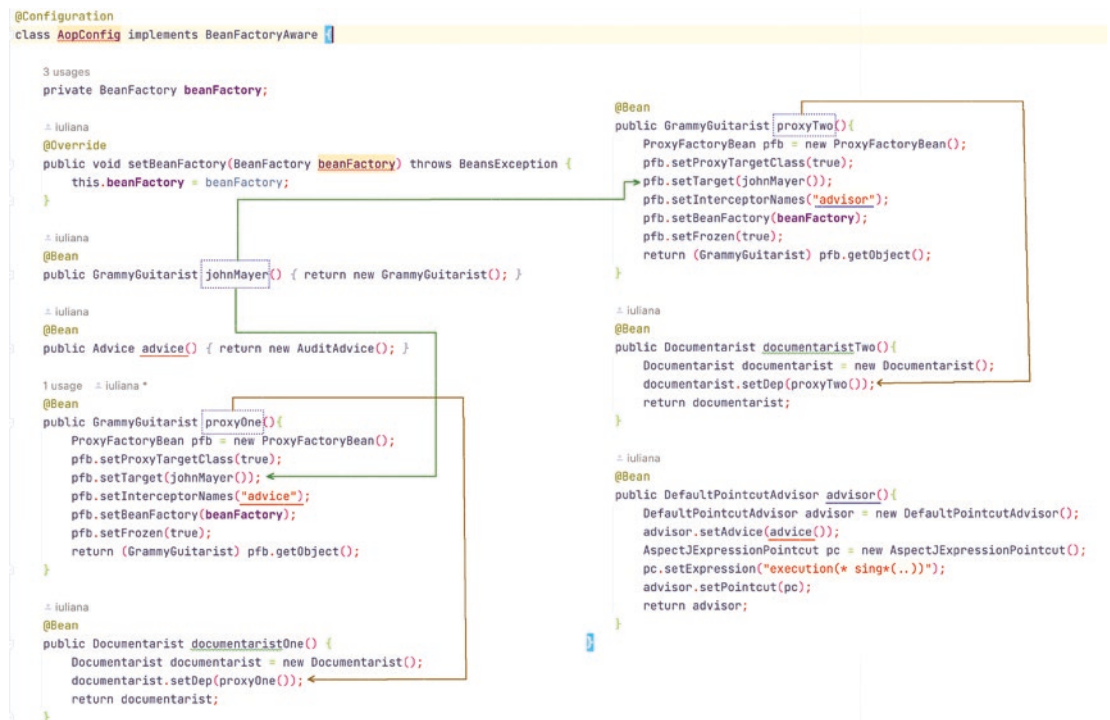 @Configuration
class AopConfig implements BeanFactoryAware {
3 usages
private BeanFactory beanFactory;
iuliana
@Override
public void setBeanFactory(BeanFactory beanFactory) throws BeansException {
this.beanFactory = beanFactory;
}
iuliana
@Bean
public GrammyGuitarist johnMayer() { return new GrammyGuitarist(); }
iuliana
@Bean
public Advice advice() { return new AuditAdvice(); }
1 usage iuliana *
@Bean
public GrammyGuitarist proxyOne(){
ProxyFactoryBean pfb = new ProxyFactoryBean();
pfb.setProxyTargetClass(true);
pfb.setTarget(johnMayer());
pfb.setInterceptorNames("advice");
pfb.setBeanFactory(beanFactory);
pfb.setFrozen(true);
return (GrammyGuitarist) pfb.getObject();
}
iuliana
@Bean
public Documentarist documentaristOne() {
Documentarist documentarist = new Documentarist();
documentarist.setDep(proxyOne());
return documentarist;
}
@Bean
public GrammyGuitarist proxyTwo(){
ProxyFactoryBean pfb = new ProxyFactoryBean();
pfb.setProxyTargetClass(true);
pfb.setTarget(johnMayer());
pfb.setInterceptorNames("advisor");
pfb.setBeanFactory(beanFactory);
pfb.setFrozen(true);
return (GrammyGuitarist) pfb.getObject();
}
iuliana
@Bean
public Documentarist documentaristTwo(){
Documentarist documentarist = new Documentarist();
documentarist.setDep(proxyTwo());
return documentarist;
}
iuliana
@Bean
public DefaultPointcutAdvisor advisor(){
DefaultPointcutAdvisor advisor = new DefaultPointcutAdvisor();
advisor.setAdvice(advice());
AspectJExpressionPointcut pc = new AspectJExpressionPointcut();
pc.setExpression("execution(* sing*(..))");
advisor.setPointcut(pc);
return advisor;
}
}